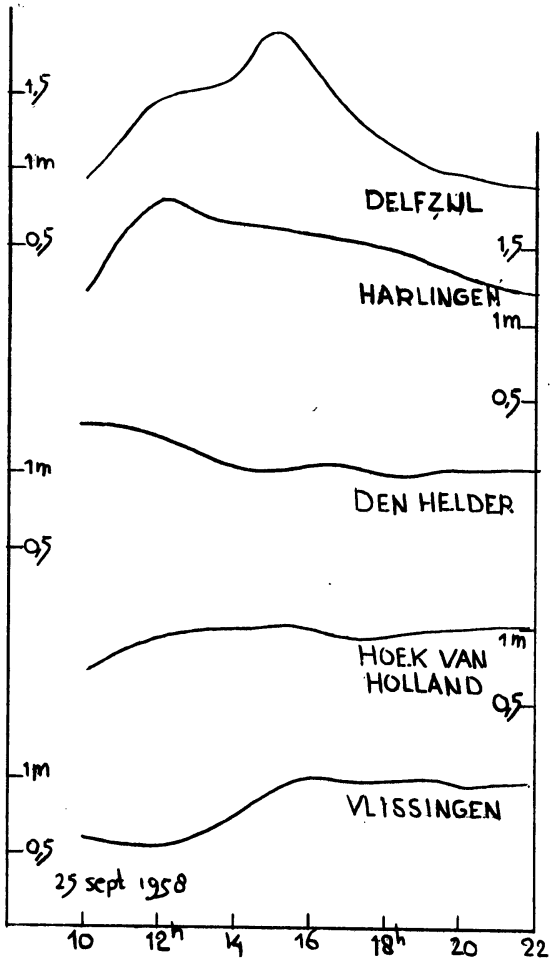 1,5
1m
DELFZIJL
0,5
1,5
HARLINGEN
1m
0,5
1m
DEN HELDER
0,5
1m
HOEK VAN
HOLLAND
0,5
1m
VLISSINGEN
0,5
25 sept 1958
10 12h 14 16 18h 20 22